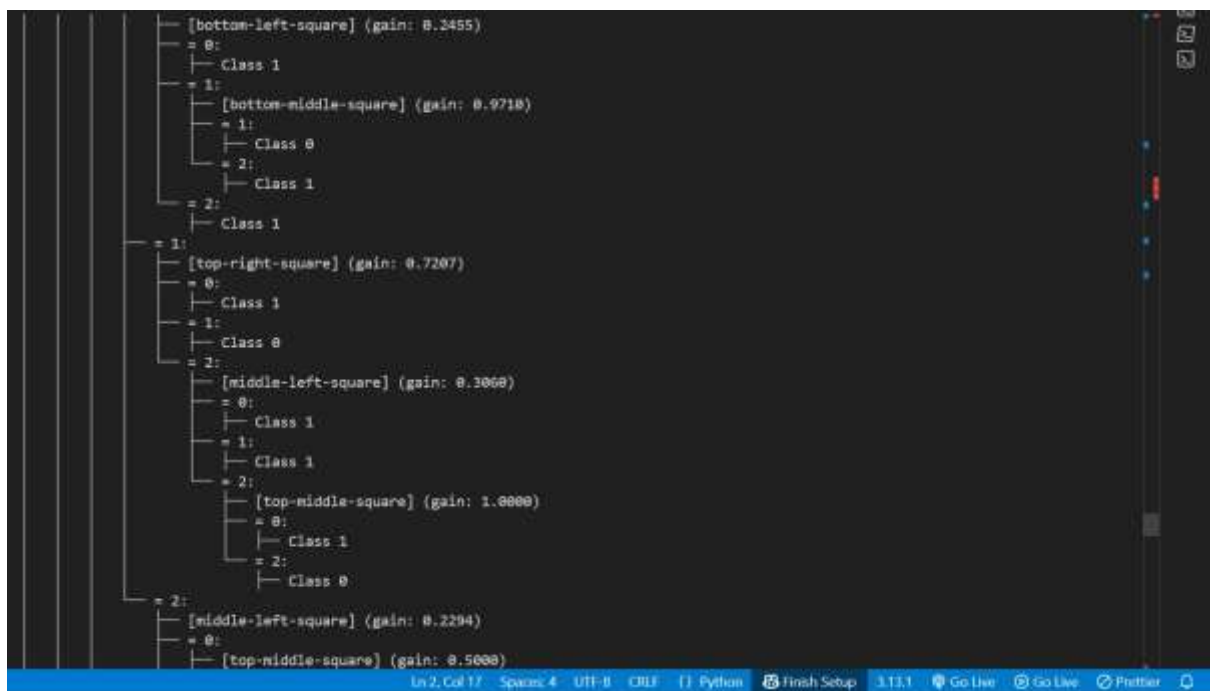 [bottom-left-square] (gain: 0.2455)
= 0:
Class 1
= 1:
[bottom-middle-square] (gain: 0.9710)
= 1:
Class 0
= 2:
Class 1
= 2:
Class 1
= 1:
[top-right-square] (gain: 0.7207)
= 0:
Class 1
= 1:
Class 0
= 2:
[middle-left-square] (gain: 0.3060)
= 0:
Class 1
= 1:
Class 1
= 2:
[top-middle-square] (gain: 1.0000)
= 0:
Class 1
= 2:
Class 0
= 2:
[middle-left-square] (gain: 0.2294)
= 0:
[top-middle-square] (gain: 0.5000)
Ln 2, Col 17 Spaces: 4 UTF-8 CRLF {} Python Finish Setup 3.13.1 Go Live Go Live Prettier